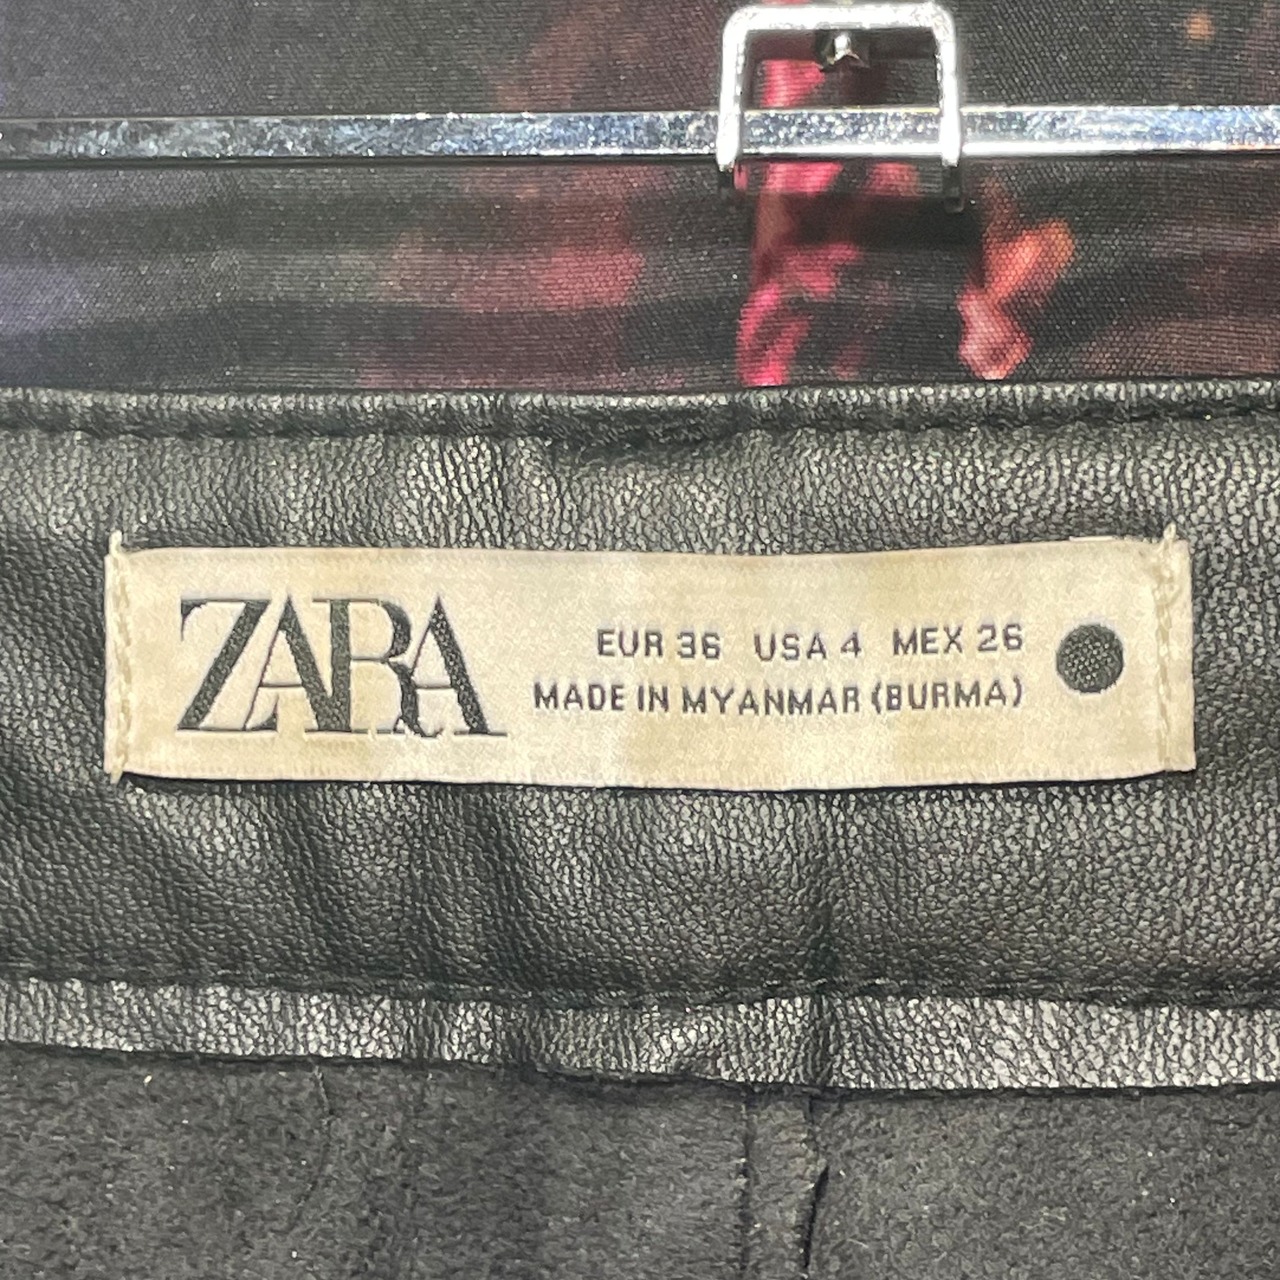 ZARA
EUR 36 USA 4 MEX 26
MADE IN MYANMAR (BURMA)